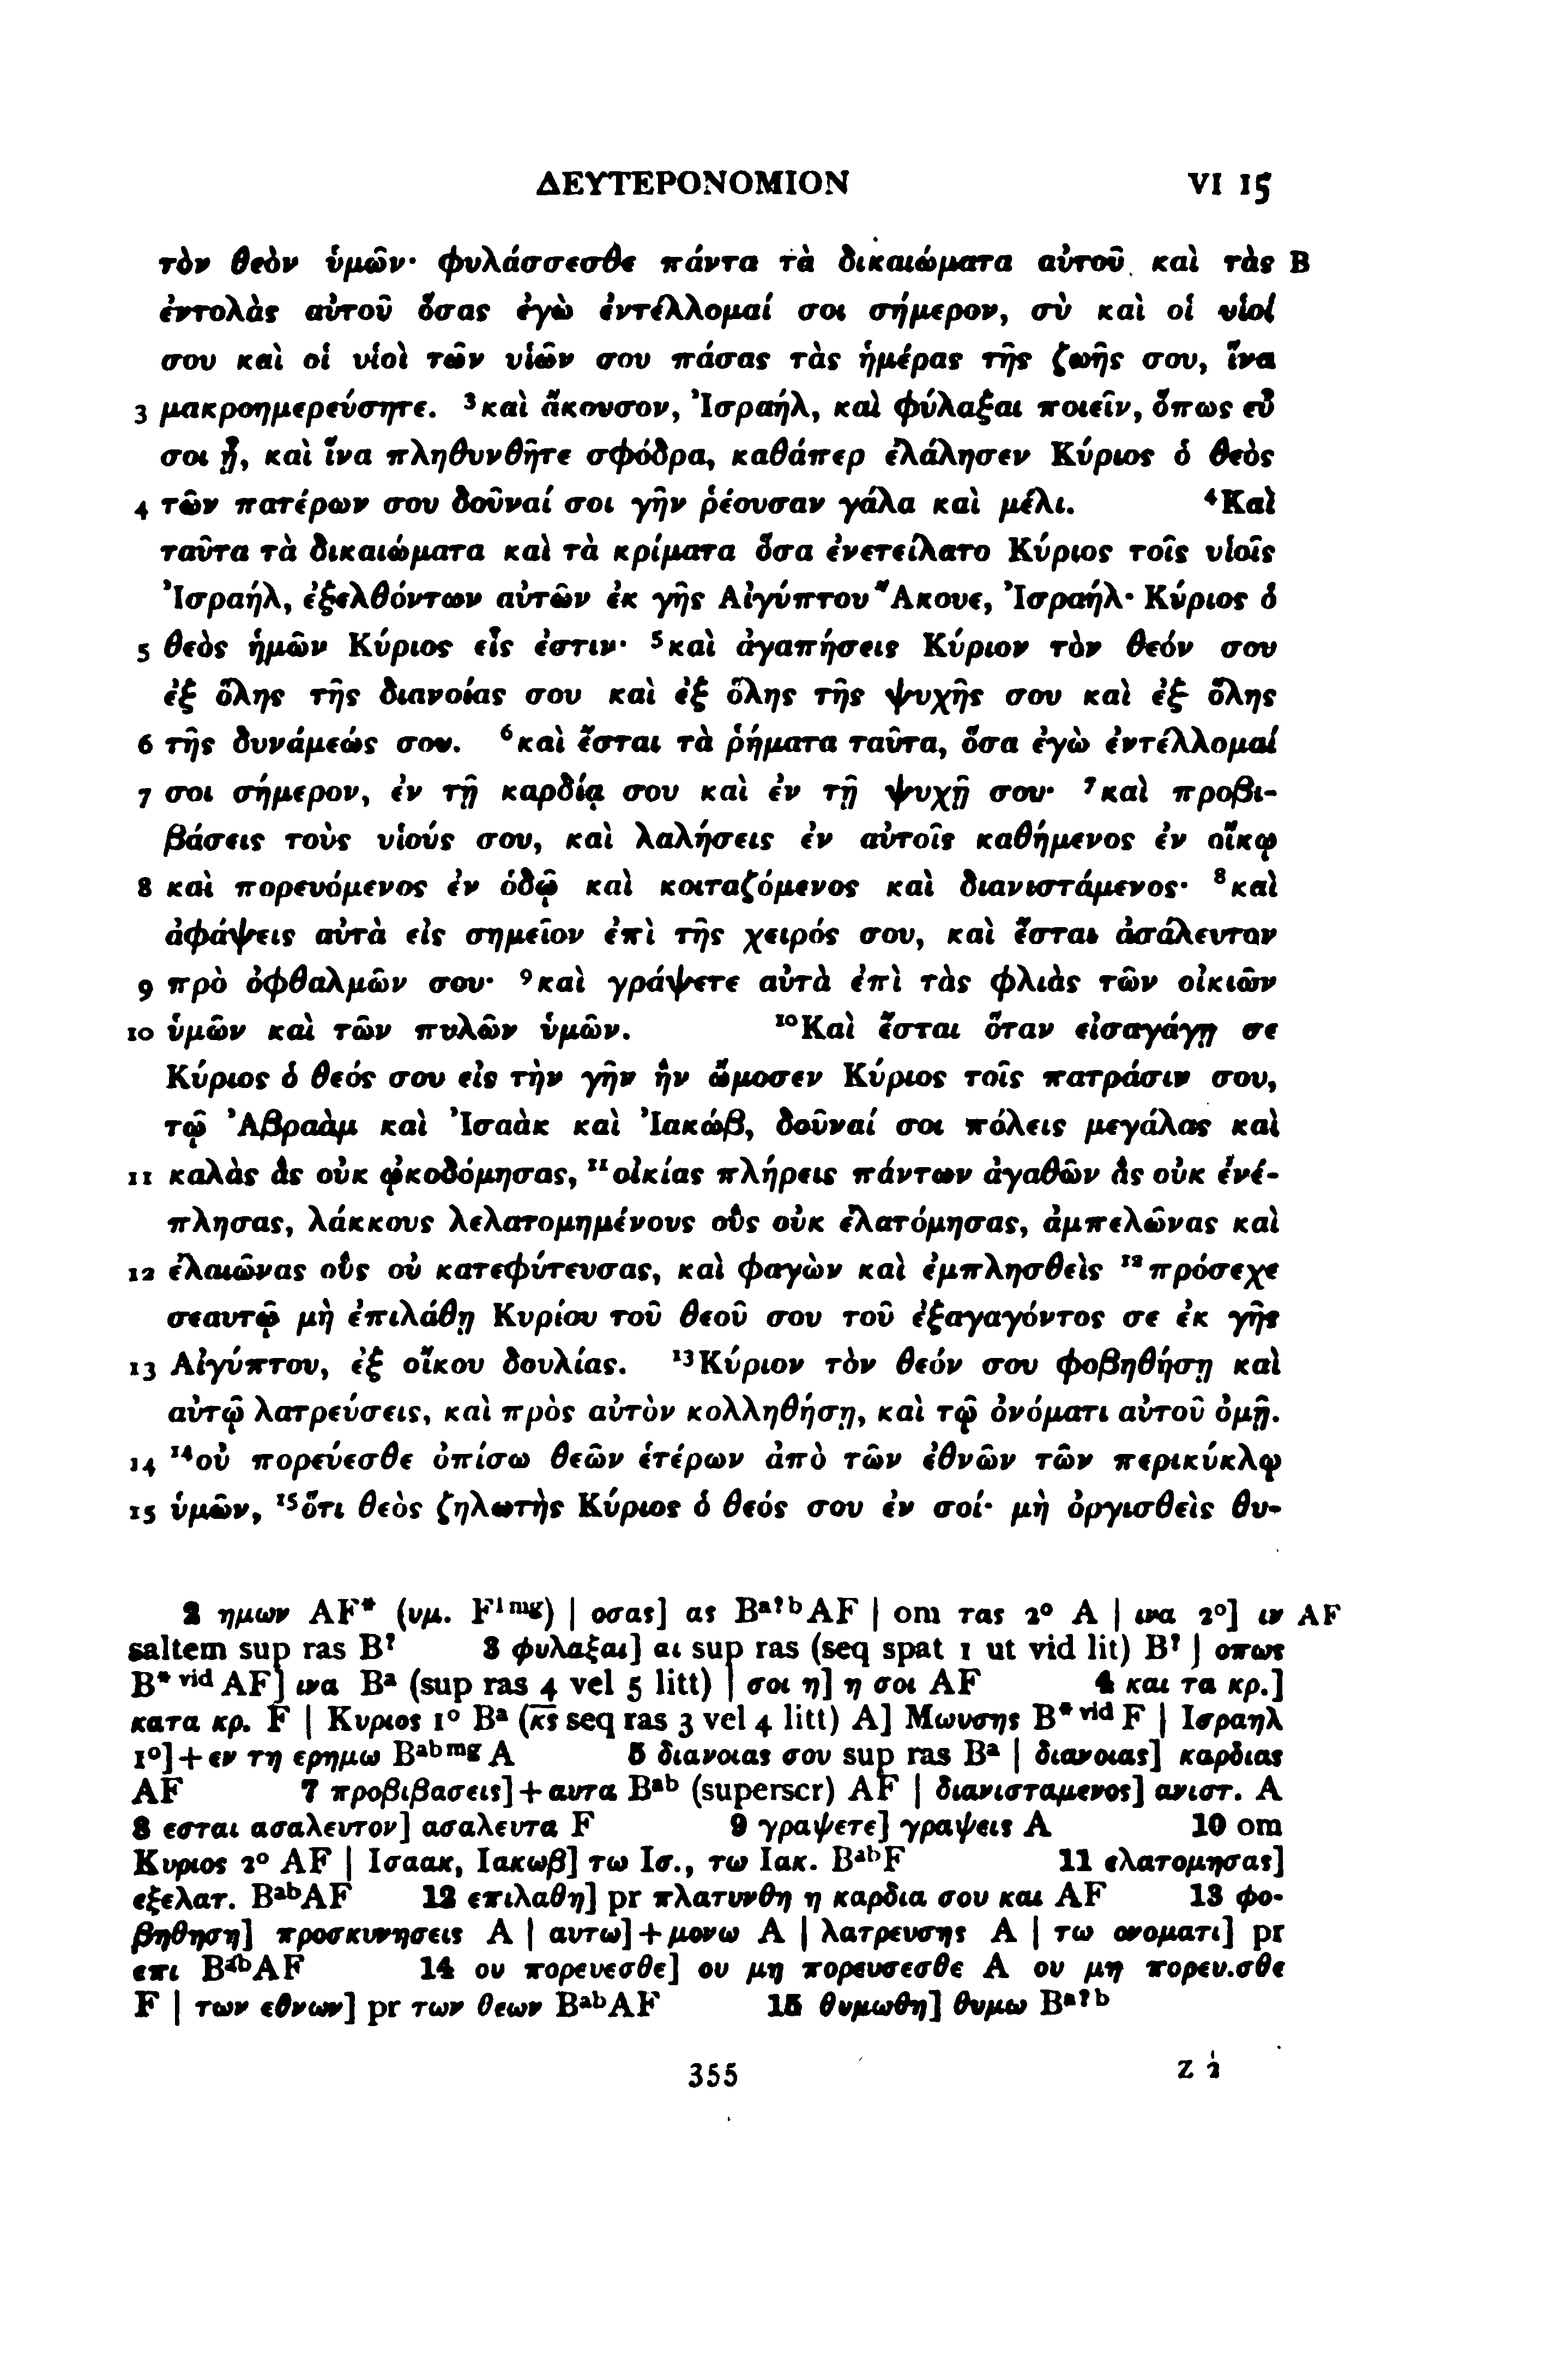 ΔΕΥΤΕΡΟΝΟΜΙΟΝ VI 15
τὸν θεὸν ὑμῶν· φυλάσσεσθε πάντα τὰ δικαιώματα αὐτοῦ καὶ τὰς B
ἐντολὰς αὐτοῦ ὅσας ἐγὼ ἐντέλλομαί σοι σήμερον, σὺ καὶ οἱ υἱοί
σου καὶ οἱ υἱοὶ τῶν υἱῶν σου πάσας τὰς ἡμέρας τῆς ζωῆς σου, ἵνα
3 μακροημερεύσητε. ³καὶ ἄκουσον, Ἰσραήλ, καὶ φύλαξαι ποιεῖν, ὅπως εὖ
σοι ᾖ, καὶ ἵνα πληθυνθῆτε σφόδρα, καθάπερ ἐλάλησεν Κύριος ὁ θεὸς
4 τῶν πατέρων σου δοῦναί σοι γῆν ῥέουσαν γάλα καὶ μέλι. ⁴Καὶ
ταῦτα τὰ δικαιώματα καὶ τὰ κρίματα ὅσα ἐνετείλατο Κύριος τοῖς υἱοῖς
Ἰσραήλ, ἐξελθόντων αὐτῶν ἐκ γῆς Αἰγύπτου Ἄκουε, Ἰσραήλ· Κύριος ὁ
5 θεὸς ἡμῶν Κύριος εἷς ἐστιν· ⁵καὶ ἀγαπήσεις Κύριον τὸν θεόν σου
ἐξ ὅλης τῆς διανοίας σου καὶ ἐξ ὅλης τῆς ψυχῆς σου καὶ ἐξ ὅλης
6 τῆς δυνάμεώς σου. ⁶καὶ ἔσται τὰ ῥήματα ταῦτα, ὅσα ἐγὼ ἐντέλλομαί
7 σοι σήμερον, ἐν τῇ καρδίᾳ σου καὶ ἐν τῇ ψυχῇ σου· ⁷καὶ προβι-
βάσεις τοὺς υἱούς σου, καὶ λαλήσεις ἐν αὐτοῖς καθήμενος ἐν οἴκῳ
8 καὶ πορευόμενος ἐν ὁδῷ καὶ κοιταζόμενος καὶ διανιστάμενος· ⁸καὶ
ἀφάψεις αὐτὰ εἰς σημεῖον ἐπὶ τῆς χειρός σου, καὶ ἔσται ἀσάλευτον
9 πρὸ ὀφθαλμῶν σου· ⁹καὶ γράψετε αὐτὰ ἐπὶ τὰς φλιὰς τῶν οἰκιῶν
10 ὑμῶν καὶ τῶν πυλῶν ὑμῶν. ¹⁰Καὶ ἔσται ὅταν εἰσαγάγῃ σε
Κύριος ὁ θεός σου εἰς τὴν γῆν ἣν ὤμοσεν Κύριος τοῖς πατράσιν σου,
τῷ Ἀβραὰμ καὶ Ἰσαὰκ καὶ Ἰακώβ, δοῦναί σοι πόλεις μεγάλας καὶ
11 καλὰς ἃς οὐκ ᾠκοδόμησας, ¹¹οἰκίας πλήρεις πάντων ἀγαθῶν ἃς οὐκ ἐνέ-
πλησας, λάκκους λελατομημένους οὓς οὐκ ἐλατόμησας, ἀμπελῶνας καὶ
12 ἐλαιῶνας οὓς οὐ κατεφύτευσας, καὶ φαγὼν καὶ ἐμπλησθεὶς ¹²πρόσεχε
σεαυτῷ μὴ ἐπιλάθῃ Κυρίου τοῦ θεοῦ σου τοῦ ἐξαγαγόντος σε ἐκ γῆς
13 Αἰγύπτου, ἐξ οἴκου δουλίας. ¹³Κύριον τὸν θεόν σου φοβηθήσῃ καὶ
αὐτῷ λατρεύσεις, καὶ πρὸς αὐτὸν κολληθήσῃ, καὶ τῷ ὀνόματι αὐτοῦ ὀμῇ.
14 ¹⁴οὐ πορεύεσθε ὀπίσω θεῶν ἑτέρων ἀπὸ τῶν ἐθνῶν τῶν περικύκλῳ
15 ὑμῶν, ¹⁵ὅτι θεὸς ζηλωτὴς Κύριος ὁ θεός σου ἐν σοί· μὴ ὀργισθεὶς θυ-
2 ημων AF* (υμ. F¹ᵐᵍ) | οσας] ας Bᵃ?ᵇAF | om τας 2° A | ινα 2°] ιν AF
saltem sup ras B? 3 φυλαξαι] αι sup ras (seq spat 1 ut vid lit) B? | οπως
B*ᵛⁱᵈAF] ινα Bᵃ (sup ras 4 vel 5 litt) | σοι η] η σοι AF 4 και τα κρ.]
κατα κρ. F | Κυριος 1° Bᵃ (κ̅ς̅ seq ras 3 vel 4 litt) A] Μωυσης B*ᵛⁱᵈF | Ισραηλ
1°]+εν τη ερημω Bᵃᵇᵐᵍ A 5 διανοιας σου sup ras Bᵃ | διανοιας] καρδιας
AF 7 προβιβασεις]+αυτα Bᵃᵇ (superscr) AF | διανισταμενος] ανιστ. A
8 εσται ασαλευτον] ασαλευτα F 9 γραψετε] γραψεις A 10 om
Κυριος 2° AF | Ισαακ, Ιακωβ] τω Ισ., τω Ιακ. BᵃᵇF 11 ελατομησας]
εξελατ. BᵃᵇAF 12 επιλαθη] pr πλατυνθη η καρδια σου και AF 13 φο-
βηθηση] προσκυνησεις A | αυτω]+μονω A | λατρευσης A | τω ονοματι] pr
επι BᵃᵇAF 14 ου πορευεσθε] ου μη πορευσεσθε A ου μη πορευ.σθε
F | των εθνων] pr των θεων BᵃᵇAF 15 θυμωθη] θυμω Bᵃ?ᵇ
355 Z 2